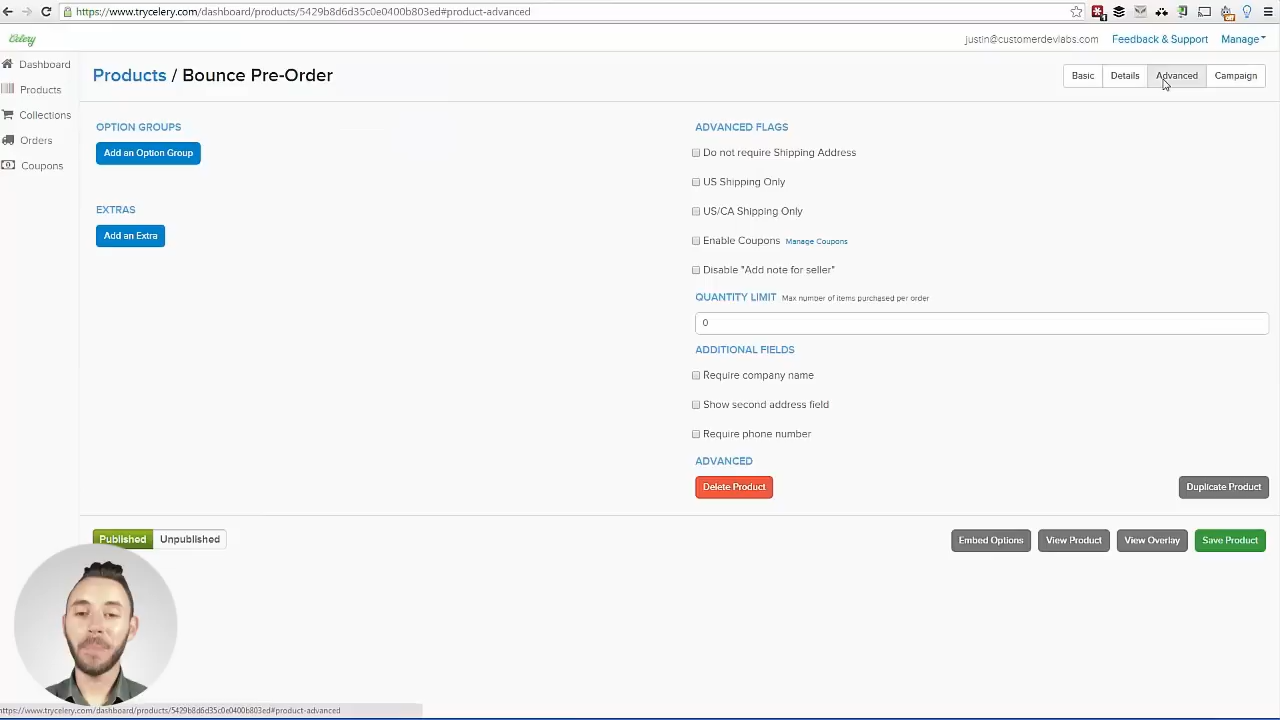 https://www.trycelery.com/dashboard/products/5429b8d6d35c0e0400b803ed#product-advanced
Celery
justin@customerdevlabs.com Feedback & Support Manage
Dashboard
Products
Collections
Orders
Coupons
Products / Bounce Pre-Order
Basic Details Advanced Campaign
OPTION GROUPS
Add an Option Group
EXTRAS
Add an Extra
ADVANCED FLAGS
Do not require Shipping Address
US Shipping Only
US/CA Shipping Only
Enable Coupons Manage Coupons
Disable "Add note for seller"
QUANTITY LIMIT Max number of items purchased per order
0
ADDITIONAL FIELDS
Require company name
Show second address field
Require phone number
ADVANCED
Delete Product Duplicate Product
Published Unpublished
Embed Options View Product View Overlay Save Product
https://www.trycelery.com/dashboard/products/5429b8d6d35c0e0400b803ed#product-advanced